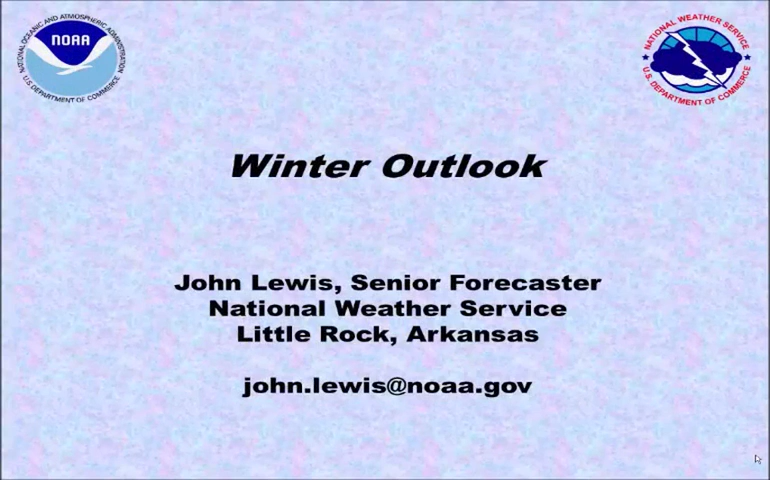 NATIONAL OCEANIC AND ATMOSPHERIC ADMINISTRATION
NOAA
U.S. DEPARTMENT OF COMMERCE
NATIONAL WEATHER SERVICE
U.S. DEPARTMENT OF COMMERCE
Winter Outlook
John Lewis, Senior Forecaster
National Weather Service
Little Rock, Arkansas
john.lewis@noaa.gov